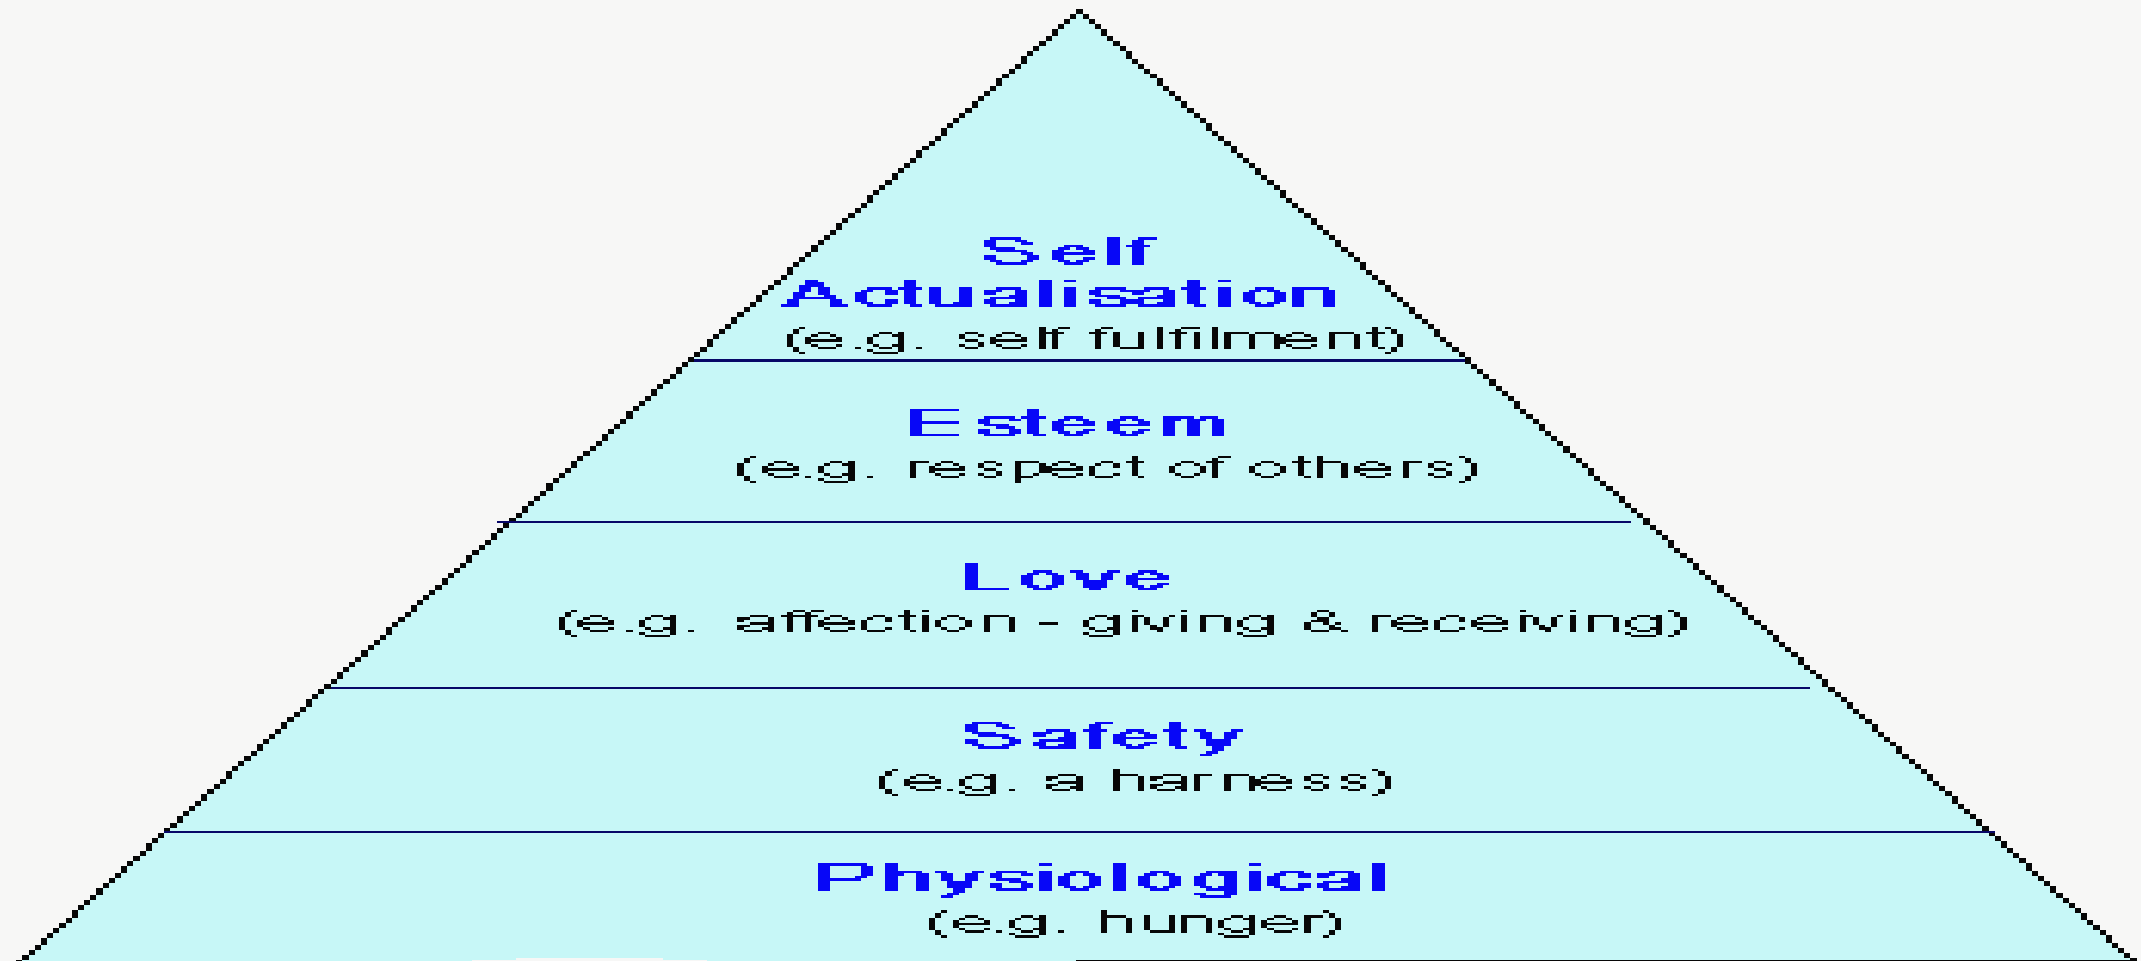 Self
Actualisation
(e.g. self fulfilment)
Esteem
(e.g. respect of others)
Love
(e.g. affection - giving & receiving)
Safety
(e.g. a harness)
Physiological
(e.g. hunger)